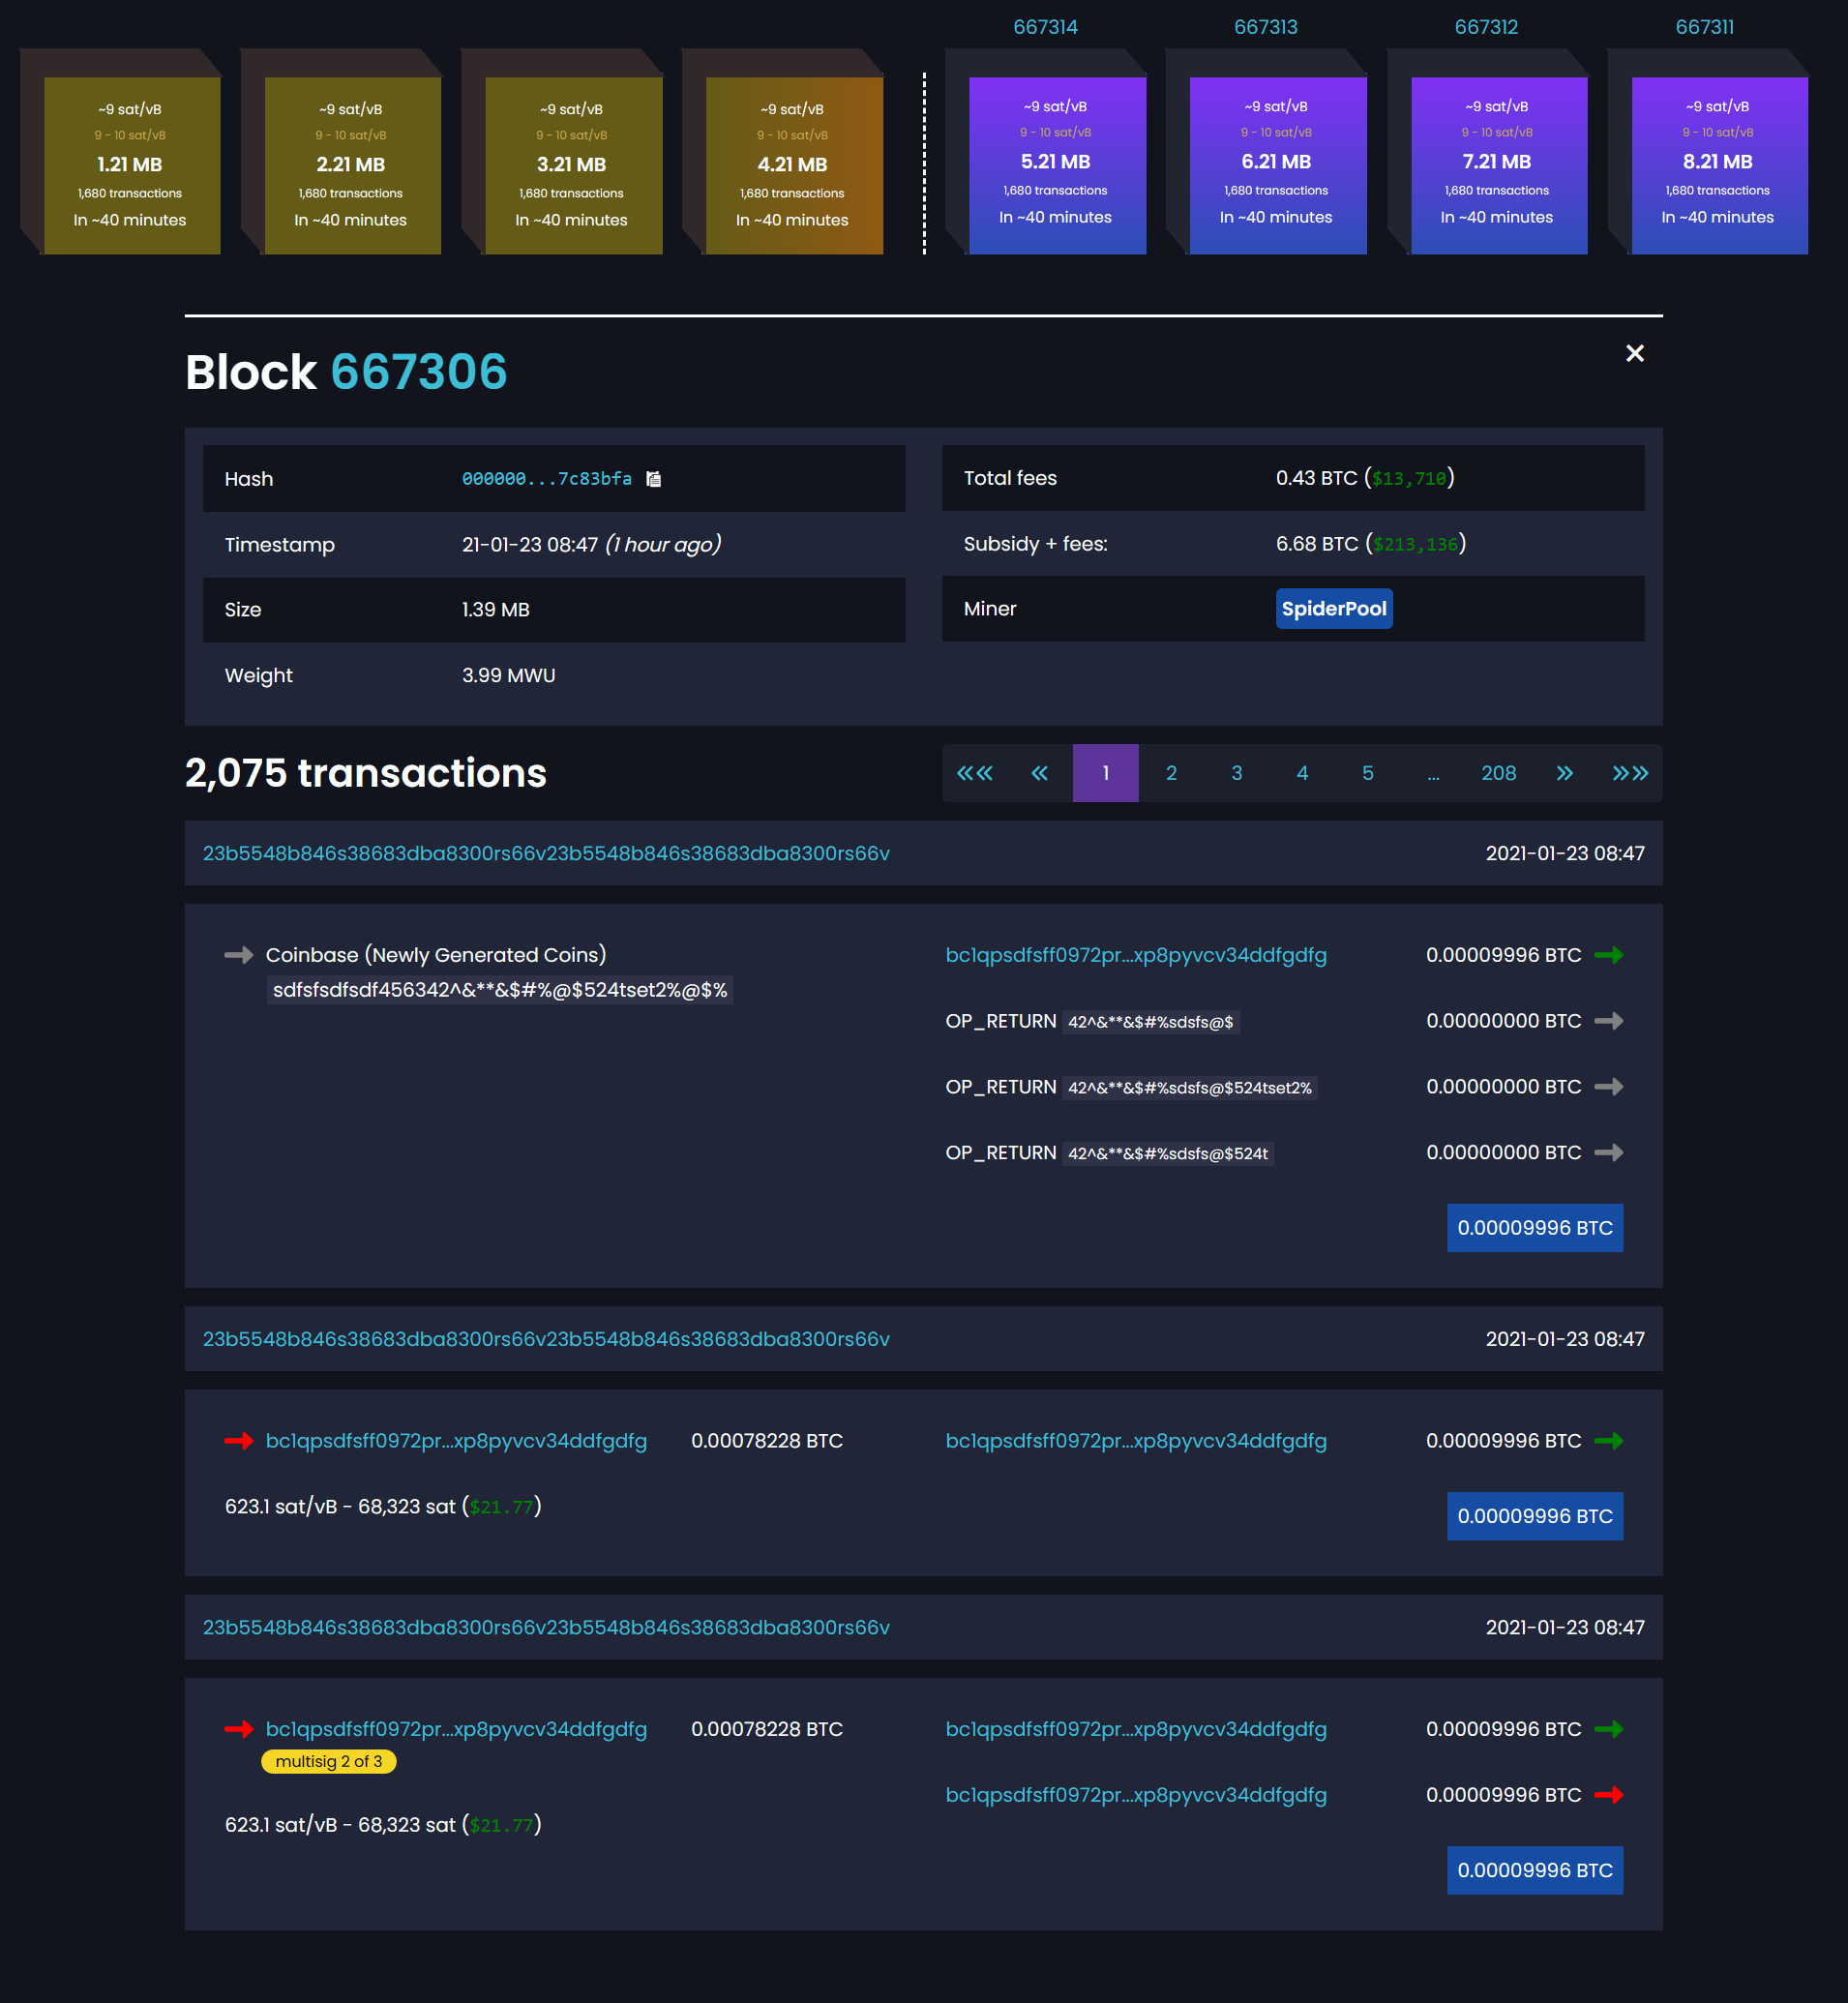 667314 667313 667312 667311
~9 sat/vB ~9 sat/vB ~9 sat/vB ~9 sat/vB ~9 sat/vB ~9 sat/vB ~9 sat/vB ~9 sat/vB
9 - 10 sat/vB 9 - 10 sat/vB 9 - 10 sat/vB 9 - 10 sat/vB 9 - 10 sat/vB 9 - 10 sat/vB 9 - 10 sat/vB 9 - 10 sat/vB
1.21 MB 2.21 MB 3.21 MB 4.21 MB 5.21 MB 6.21 MB 7.21 MB 8.21 MB
1,680 transactions 1,680 transactions 1,680 transactions 1,680 transactions 1,680 transactions 1,680 transactions 1,680 transactions 1,680 transactions
In ~40 minutes In ~40 minutes In ~40 minutes In ~40 minutes In ~40 minutes In ~40 minutes In ~40 minutes In ~40 minutes
Block 667306 ×
Hash 000000...7c83bfa
Timestamp 21-01-23 08:47 (1 hour ago)
Size 1.39 MB
Weight 3.99 MWU
Total fees 0.43 BTC ($13,710)
Subsidy + fees: 6.68 BTC ($213,136)
Miner SpiderPool
2,075 transactions
«« « 1 2 3 4 5 ... 208 » »»
23b5548b846s38683dba8300rs66v23b5548b846s38683dba8300rs66v 2021-01-23 08:47
Coinbase (Newly Generated Coins)
sdfsfsdfsdf456342^&**&$#%@$524tset2%@$%
bc1qpsdfsff0972pr...xp8pyvcv34ddfgdfg 0.00009996 BTC
OP_RETURN 42^&**&$#%sdsfs@$ 0.00000000 BTC
OP_RETURN 42^&**&$#%sdsfs@$524tset2% 0.00000000 BTC
OP_RETURN 42^&**&$#%sdsfs@$524t 0.00000000 BTC
0.00009996 BTC
23b5548b846s38683dba8300rs66v23b5548b846s38683dba8300rs66v 2021-01-23 08:47
bc1qpsdfsff0972pr...xp8pyvcv34ddfgdfg 0.00078228 BTC
623.1 sat/vB - 68,323 sat ($21.77)
bc1qpsdfsff0972pr...xp8pyvcv34ddfgdfg 0.00009996 BTC
0.00009996 BTC
23b5548b846s38683dba8300rs66v23b5548b846s38683dba8300rs66v 2021-01-23 08:47
bc1qpsdfsff0972pr...xp8pyvcv34ddfgdfg 0.00078228 BTC
multisig 2 of 3
623.1 sat/vB - 68,323 sat ($21.77)
bc1qpsdfsff0972pr...xp8pyvcv34ddfgdfg 0.00009996 BTC
bc1qpsdfsff0972pr...xp8pyvcv34ddfgdfg 0.00009996 BTC
0.00009996 BTC